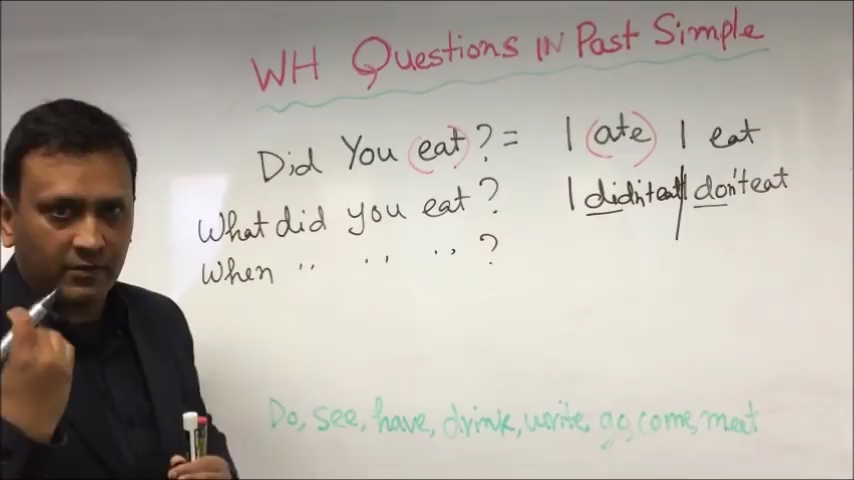 WH Questions IN Past Simple
Did You (eat)? = I (ate) I eat
What did you eat? I didn't eat I don't eat
When " " " ?
Do, see, have, drink, write, go, come, meet